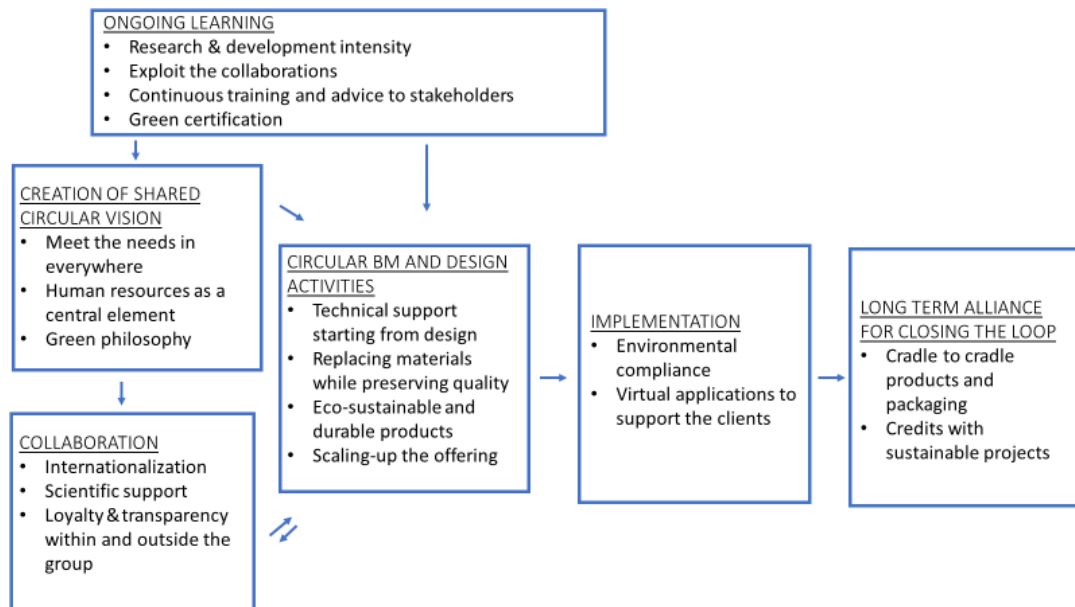 ONGOING LEARNING
• Research & development intensity
• Exploit the collaborations
• Continuous training and advice to stakeholders
• Green certification
CREATION OF SHARED
CIRCULAR VISION
• Meet the needs in
everywhere
• Human resources as a
central element
• Green philosophy
COLLABORATION
• Internationalization
• Scientific support
• Loyalty & transparency
within and outside the
group
CIRCULAR BM AND DESIGN
ACTIVITIES
• Technical support
starting from design
• Replacing materials
while preserving quality
• Eco-sustainable and
durable products
• Scaling-up the offering
IMPLEMENTATION
• Environmental
compliance
• Virtual applications to
support the clients
LONG TERM ALLIANCE
FOR CLOSING THE LOOP
• Cradle to cradle
products and
packaging
• Credits with
sustainable projects